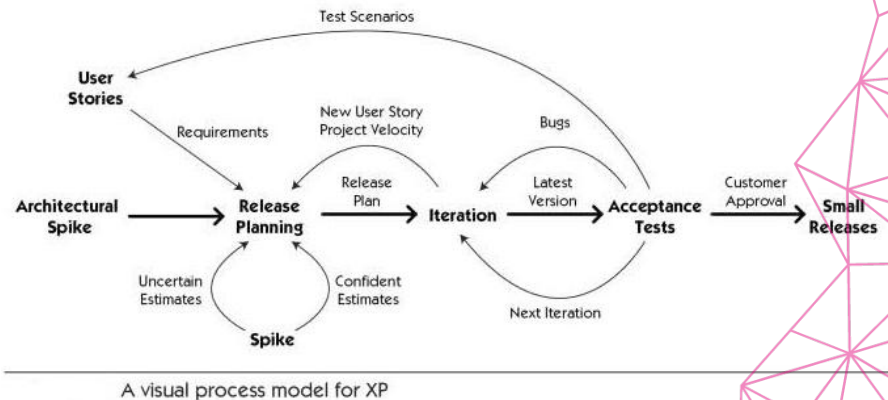 Test Scenarios
User
Stories
Requirements
New User Story
Project Velocity
Bugs
Architectural
Spike
Release
Planning
Release
Plan
Iteration
Latest
Version
Acceptance
Tests
Customer
Approval
Small
Releases
Uncertain
Estimates
Confident
Estimates
Spike
Next Iteration
A visual process model for XP